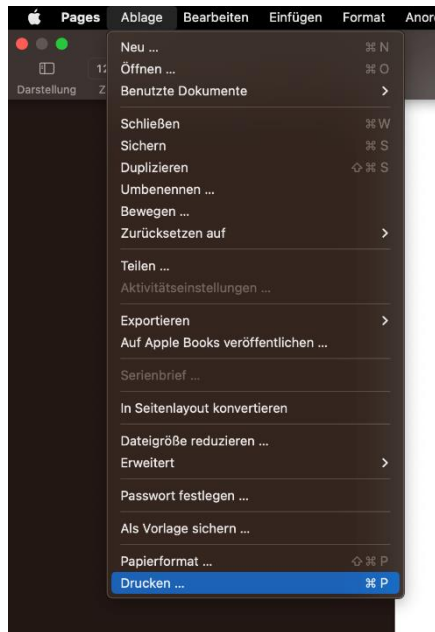 Pages Ablage Bearbeiten Einfügen Format
Neu ... ⌘ N
Öffnen ... ⌘ O
Darstellung
Benutzte Dokumente >
Schließen ⌘ W
Sichern ⌘ S
Duplizieren ⇧ ⌘ S
Umbenennen ...
Bewegen ...
Zurücksetzen auf >
Teilen ...
Aktivitätseinstellungen ...
Exportieren >
Auf Apple Books veröffentlichen ...
Serienbrief ...
In Seitenlayout konvertieren
Dateigröße reduzieren ...
Erweitert >
Passwort festlegen ...
Als Vorlage sichern ...
Papierformat ... ⇧ ⌘ P
Drucken ... ⌘ P